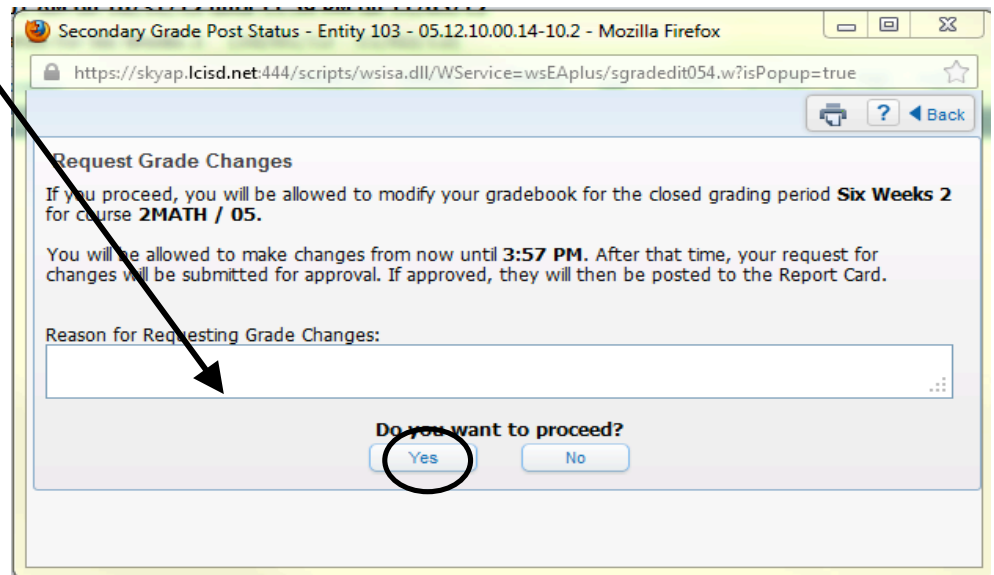 Secondary Grade Post Status - Entity 103 - 05.12.10.00.14-10.2 - Mozilla Firefox
https://skyap.lcisd.net:444/scripts/wsisa.dll/WService=wsEAplus/sgradedit054.w?isPopup=true
? Back
Request Grade Changes
If you proceed, you will be allowed to modify your gradebook for the closed grading period Six Weeks 2
for course 2MATH / 05.
You will be allowed to make changes from now until 3:57 PM. After that time, your request for
changes will be submitted for approval. If approved, they will then be posted to the Report Card.
Reason for Requesting Grade Changes:
Do you want to proceed?
Yes No